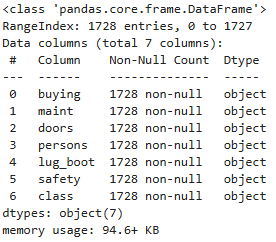 <class 'pandas.core.frame.DataFrame'>
RangeIndex: 1728 entries, 0 to 1727
Data columns (total 7 columns):
 #   Column    Non-Null Count  Dtype
---  ------    --------------  -----
 0   buying    1728 non-null   object
 1   maint     1728 non-null   object
 2   doors     1728 non-null   object
 3   persons   1728 non-null   object
 4   lug_boot  1728 non-null   object
 5   safety    1728 non-null   object
 6   class     1728 non-null   object
dtypes: object(7)
memory usage: 94.6+ KB